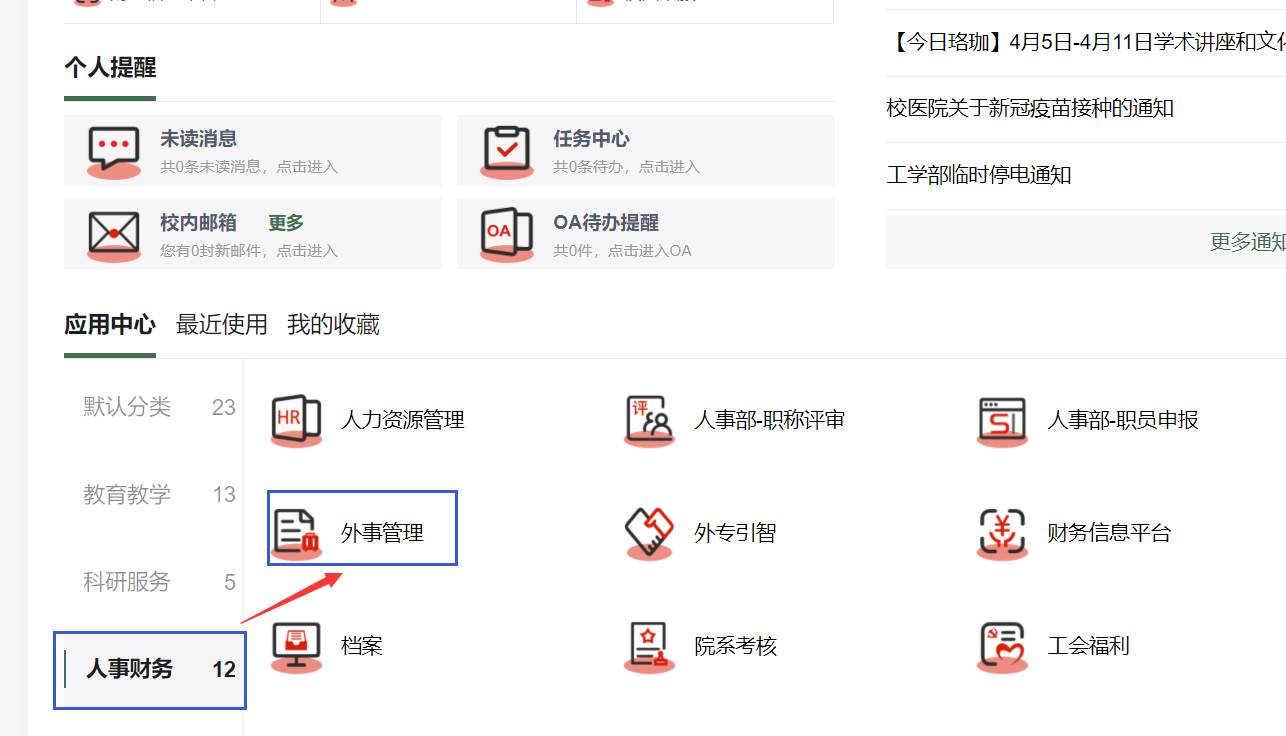 个人提醒
未读消息
共0条未读消息，点击进入
任务中心
共0条待办，点击进入
校内邮箱 更多
您有0封新邮件，点击进入
OA
OA待办提醒
共0件，点击进入OA
【今日珞珈】4月5日-4月11日学术讲座和文化
校医院关于新冠疫苗接种的通知
工学部临时停电通知
更多通知
应用中心 最近使用 我的收藏
默认分类 23
教育教学 13
科研服务 5
人事财务 12
HR 人力资源管理
评 人事部-职称评审
人事部-职员申报
外事管理
外专引智
财务信息平台
档案
院系考核
工会福利